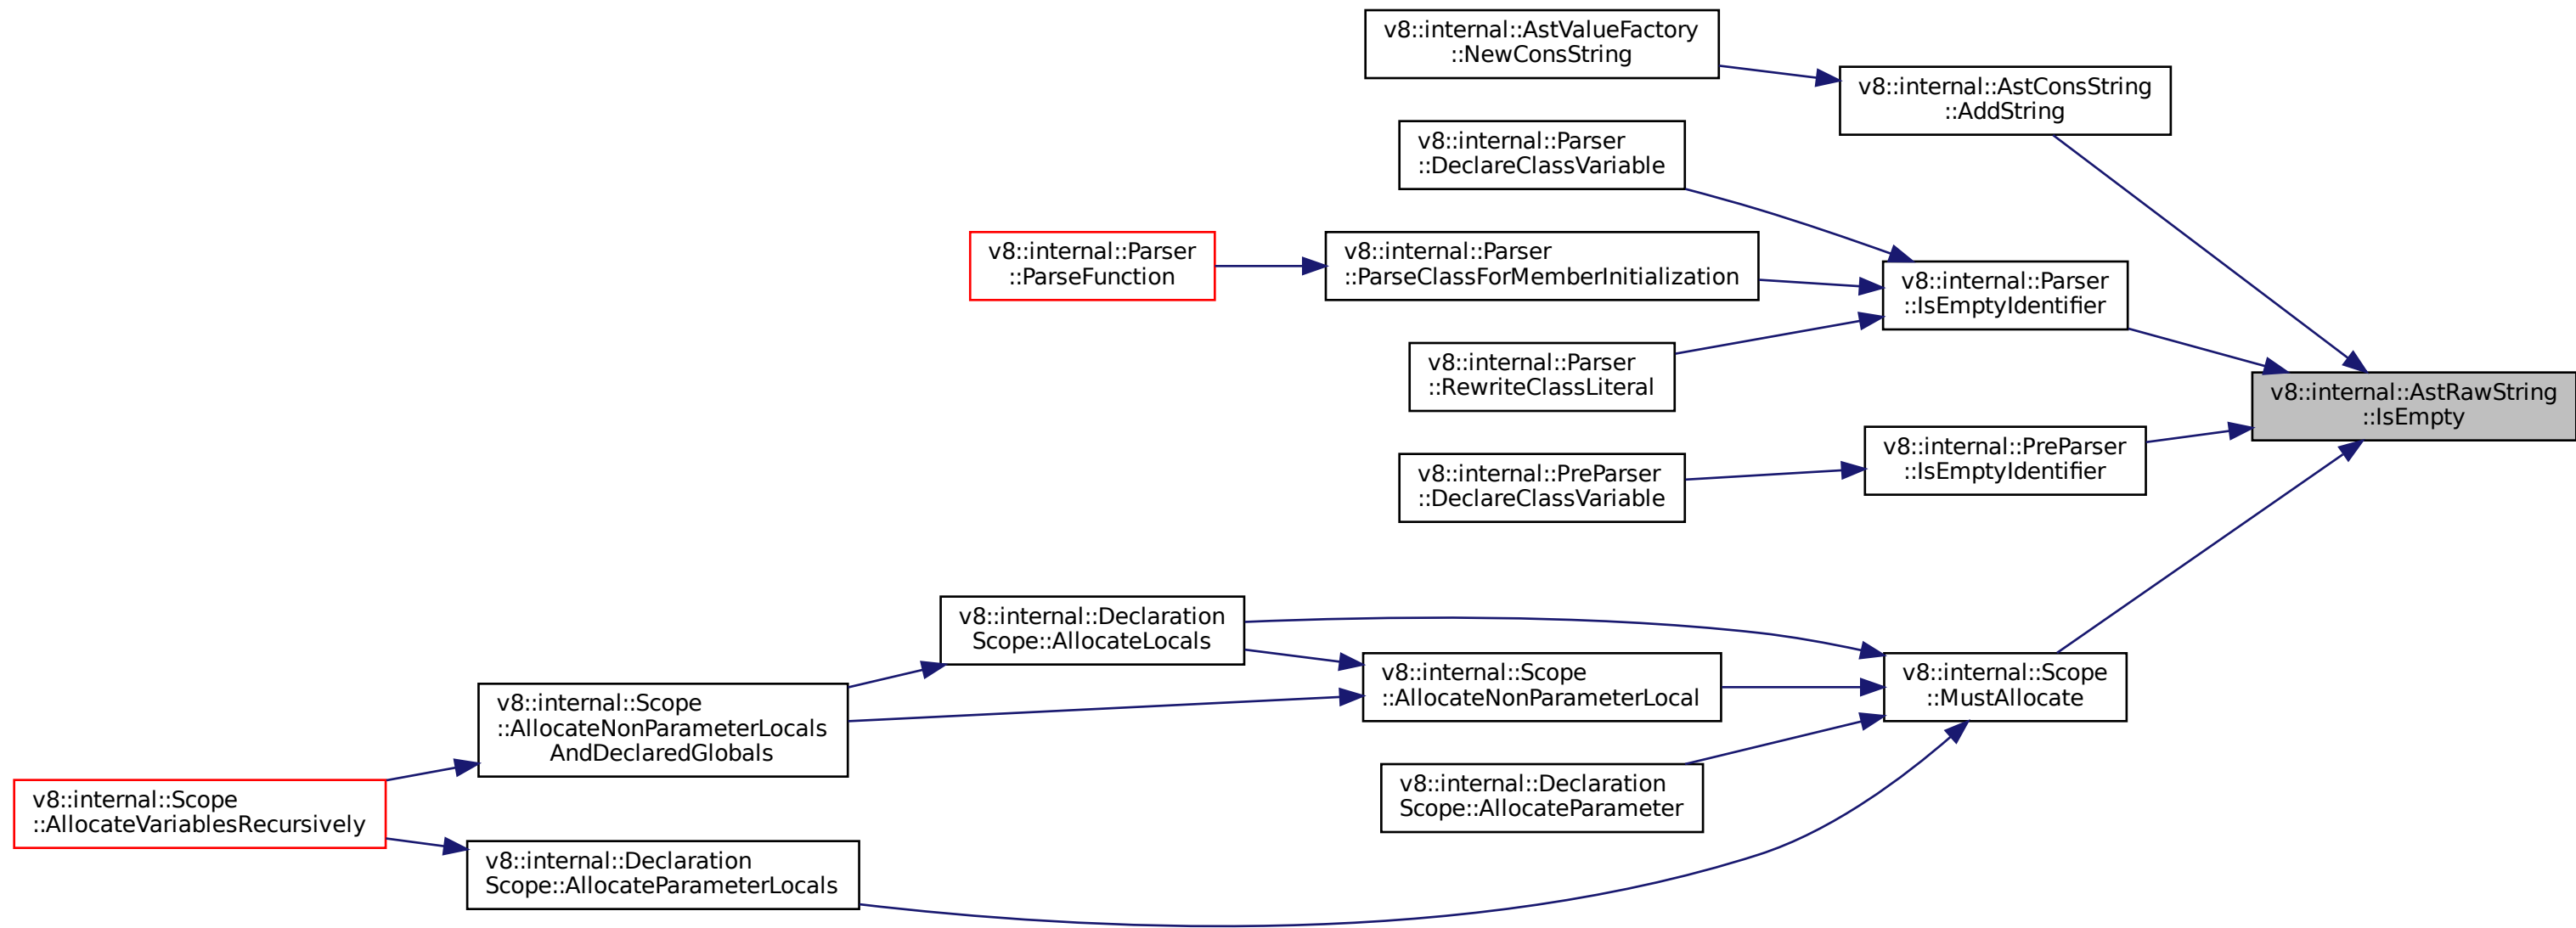 v8::internal::AstValueFactory
::NewConsString
v8::internal::AstConsString
::AddString
v8::internal::Parser
::DeclareClassVariable
v8::internal::Parser
::ParseFunction
v8::internal::Parser
::ParseClassForMemberInitialization
v8::internal::Parser
::IsEmptyIdentifier
v8::internal::Parser
::RewriteClassLiteral
v8::internal::AstRawString
::IsEmpty
v8::internal::PreParser
::IsEmptyIdentifier
v8::internal::PreParser
::DeclareClassVariable
v8::internal::Declaration
Scope::AllocateLocals
v8::internal::Scope
::AllocateNonParameterLocal
v8::internal::Scope
::MustAllocate
v8::internal::Scope
::AllocateNonParameterLocals
AndDeclaredGlobals
v8::internal::Declaration
Scope::AllocateParameter
v8::internal::Scope
::AllocateVariablesRecursively
v8::internal::Declaration
Scope::AllocateParameterLocals